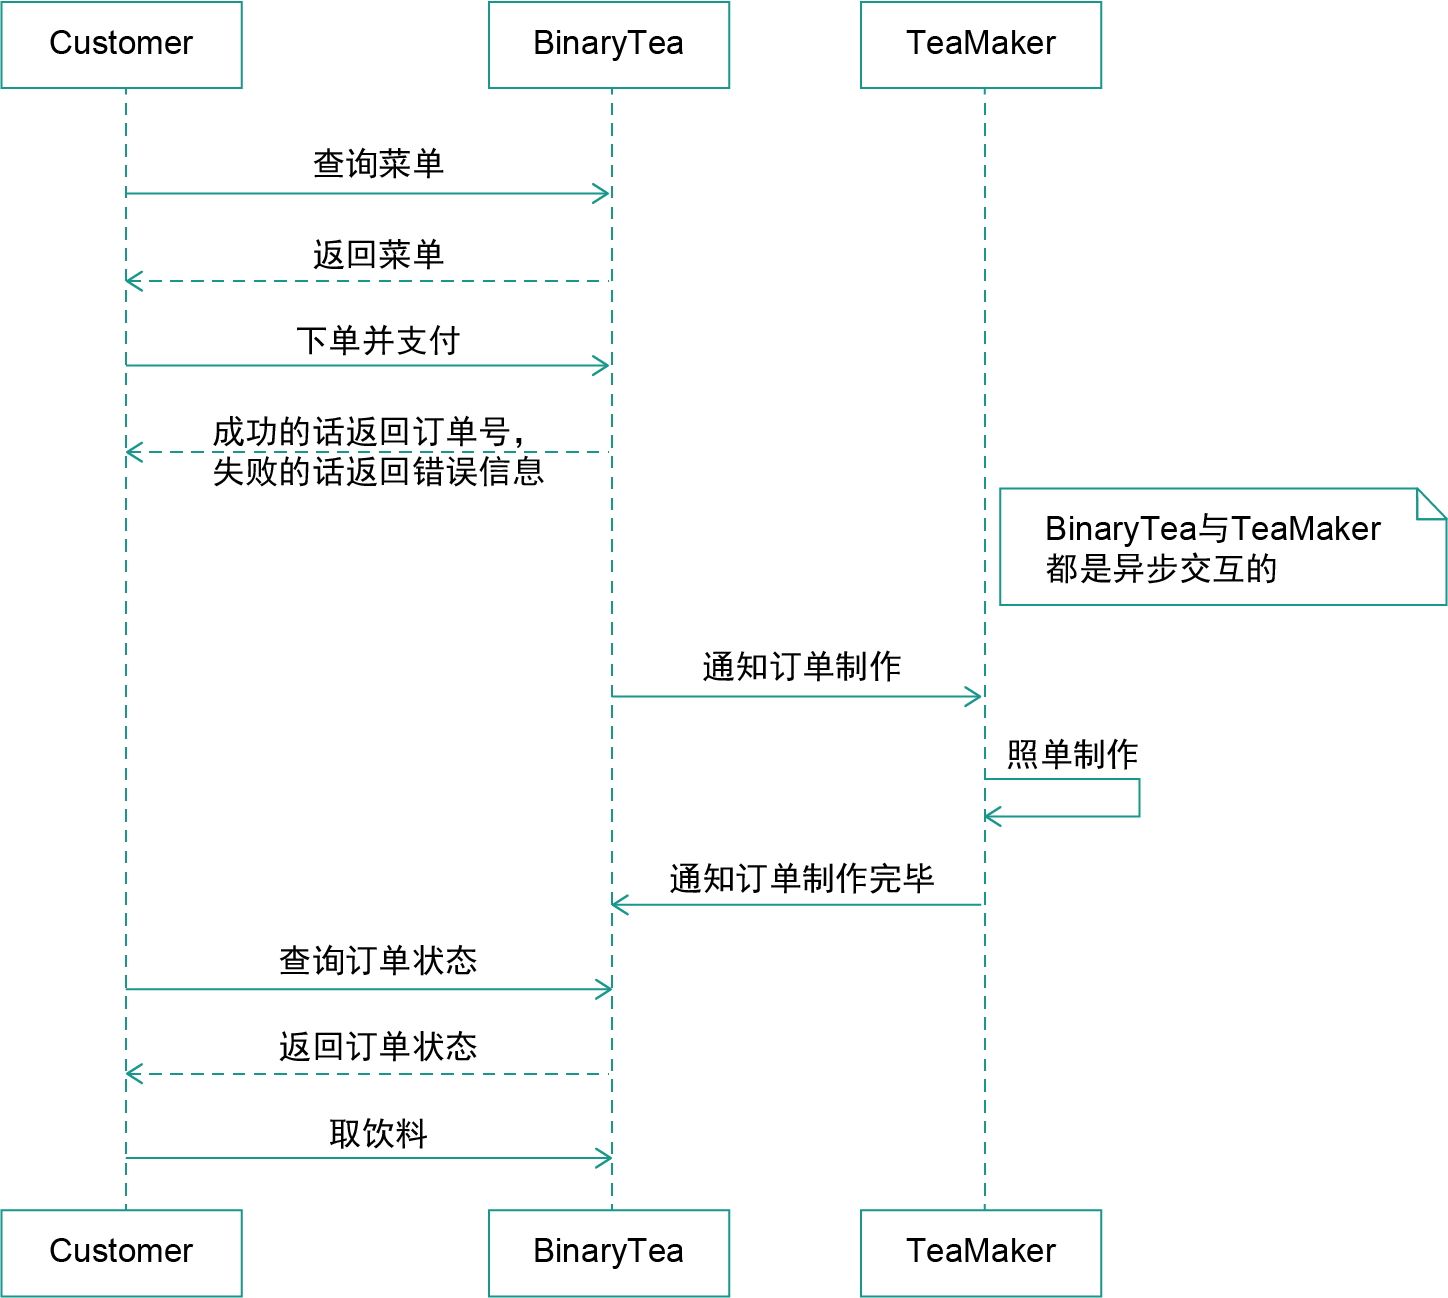 Customer
BinaryTea
TeaMaker
查询菜单
返回菜单
下单并支付
成功的话返回订单号，
失败的话返回错误信息
BinaryTea与TeaMaker
都是异步交互的
通知订单制作
照单制作
通知订单制作完毕
查询订单状态
返回订单状态
取饮料
Customer
BinaryTea
TeaMaker